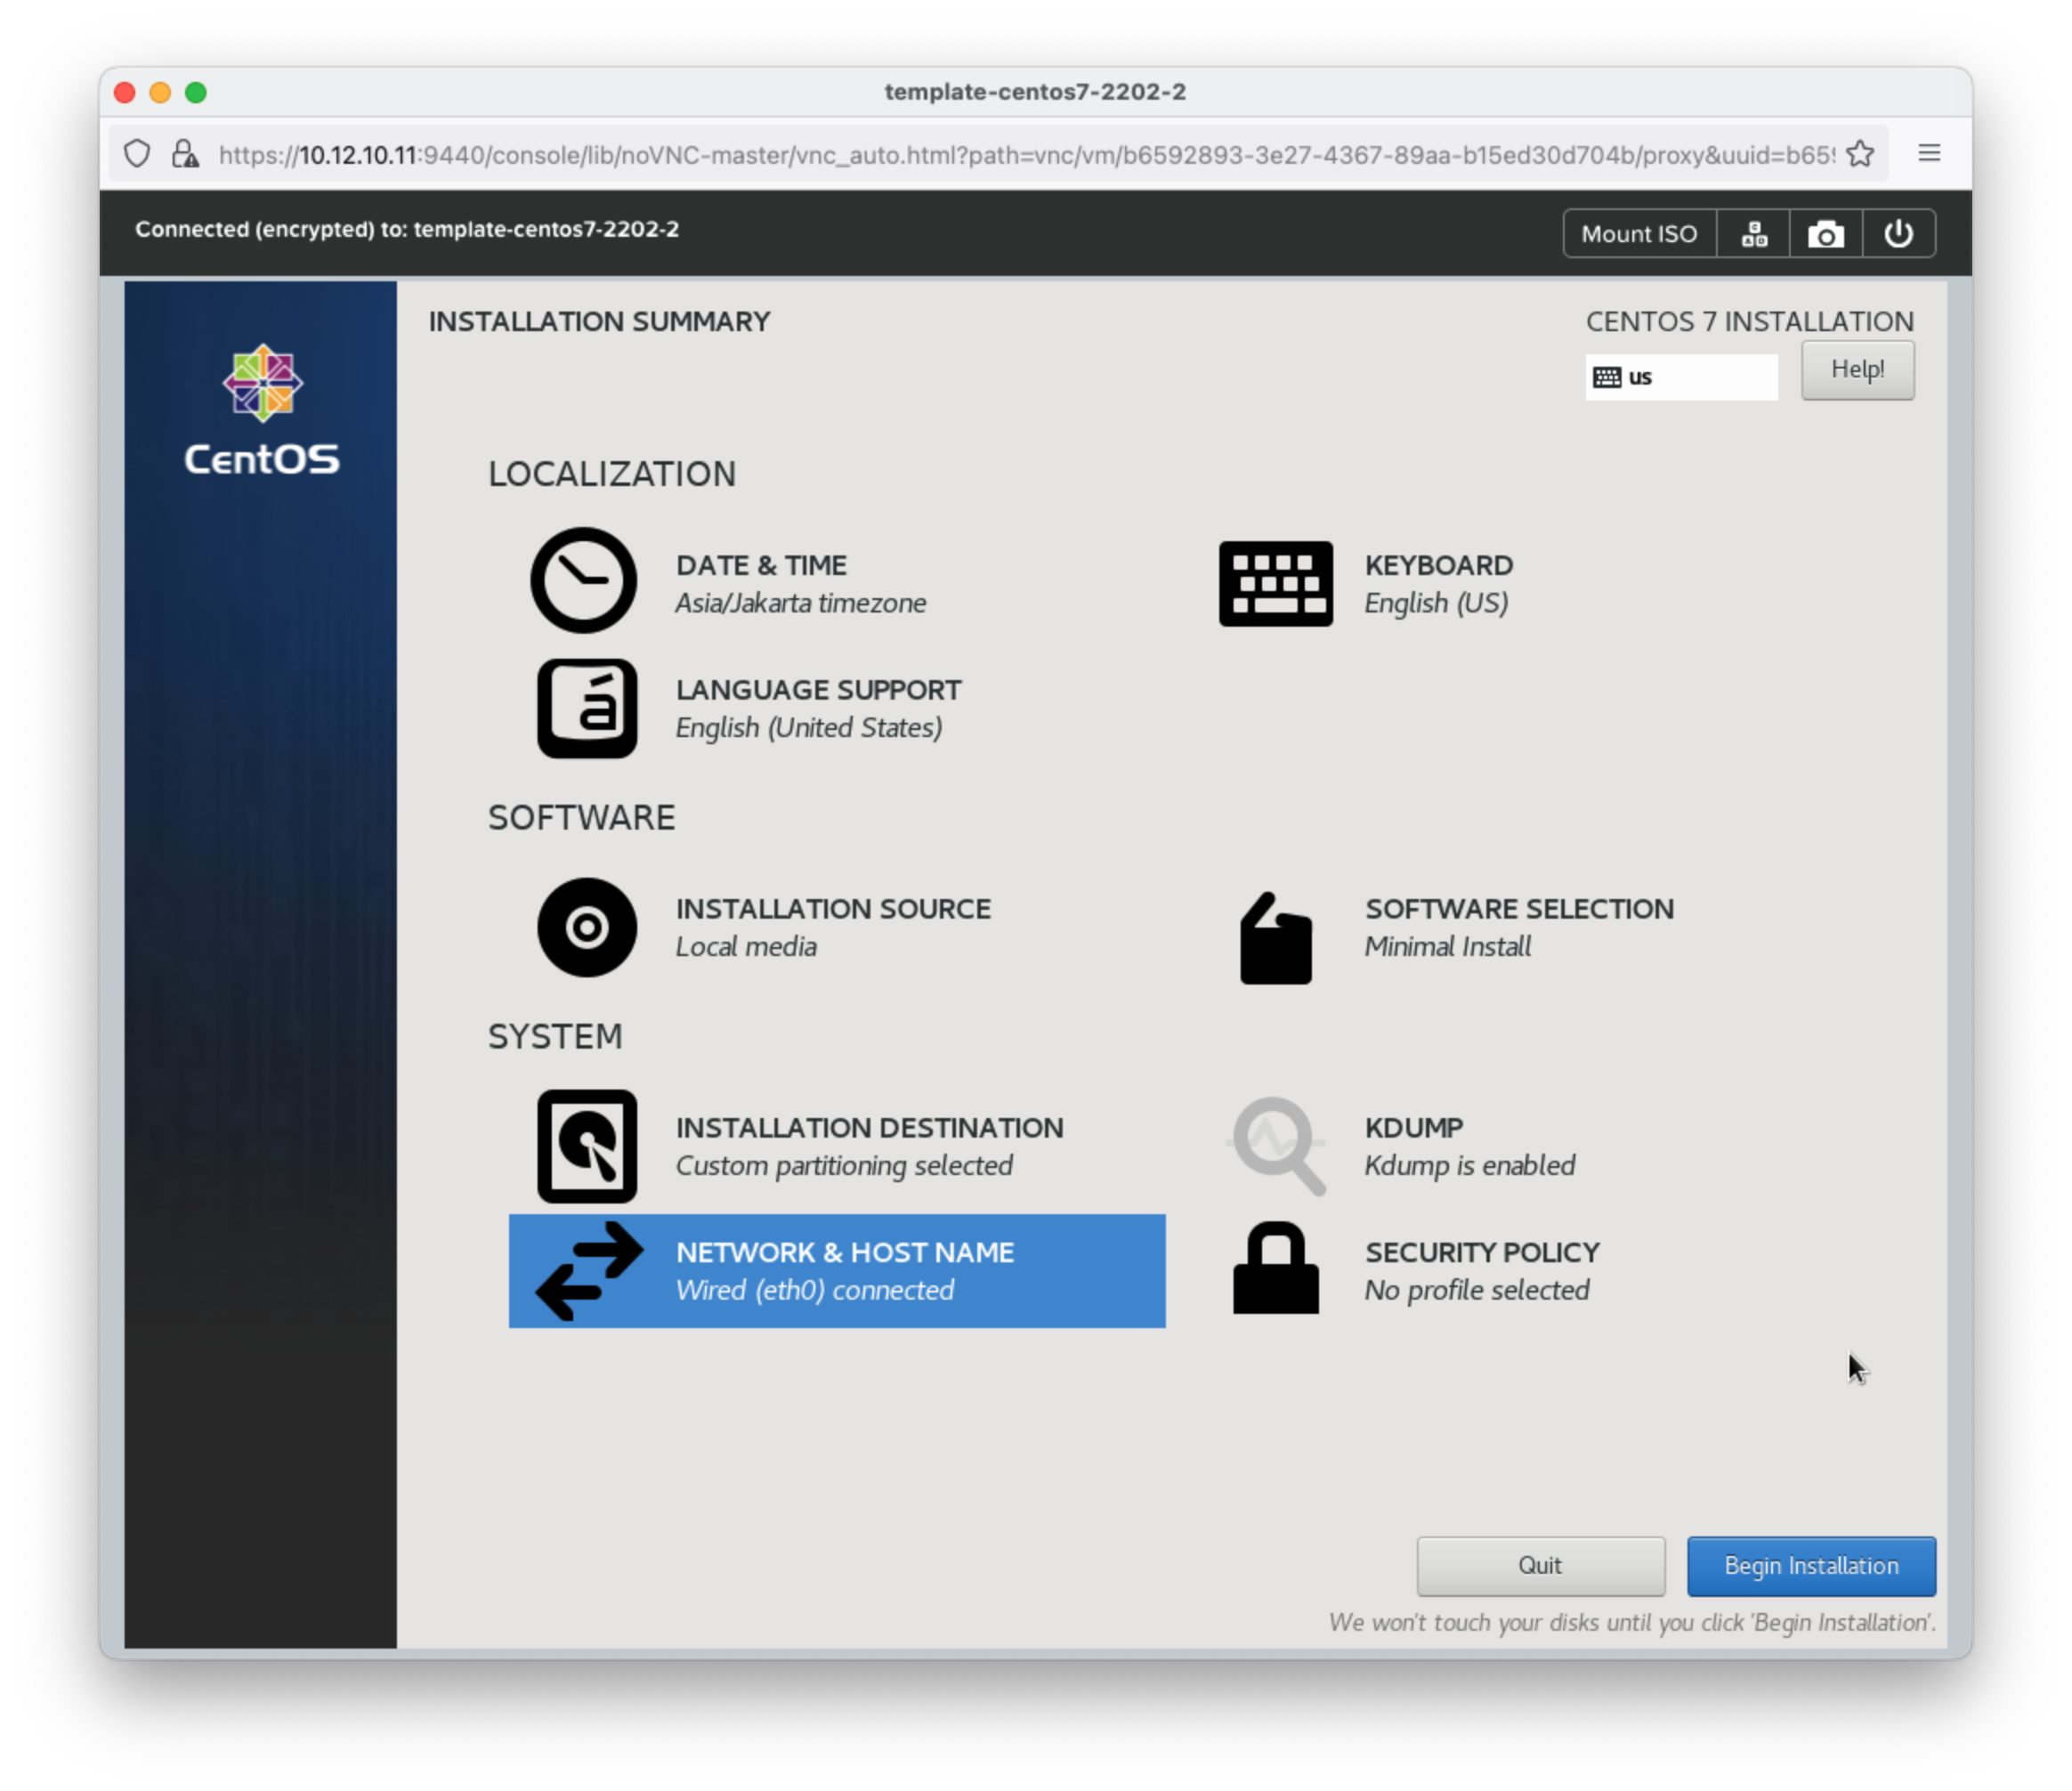 template-centos7-2202-2
https://10.12.10.11:9440/console/lib/noVNC-master/vnc_auto.html?path=vnc/vm/b6592893-3e27-4367-89aa-b15ed30d704b/proxy&uuid=b659
Connected (encrypted) to: template-centos7-2202-2
Mount ISO
CentOS
INSTALLATION SUMMARY
CENTOS 7 INSTALLATION
us
Help!
LOCALIZATION
DATE & TIME
Asia/Jakarta timezone
KEYBOARD
English (US)
LANGUAGE SUPPORT
English (United States)
SOFTWARE
INSTALLATION SOURCE
Local media
SOFTWARE SELECTION
Minimal Install
SYSTEM
INSTALLATION DESTINATION
Custom partitioning selected
KDUMP
Kdump is enabled
NETWORK & HOST NAME
Wired (eth0) connected
SECURITY POLICY
No profile selected
Quit
Begin Installation
We won't touch your disks until you click 'Begin Installation'.